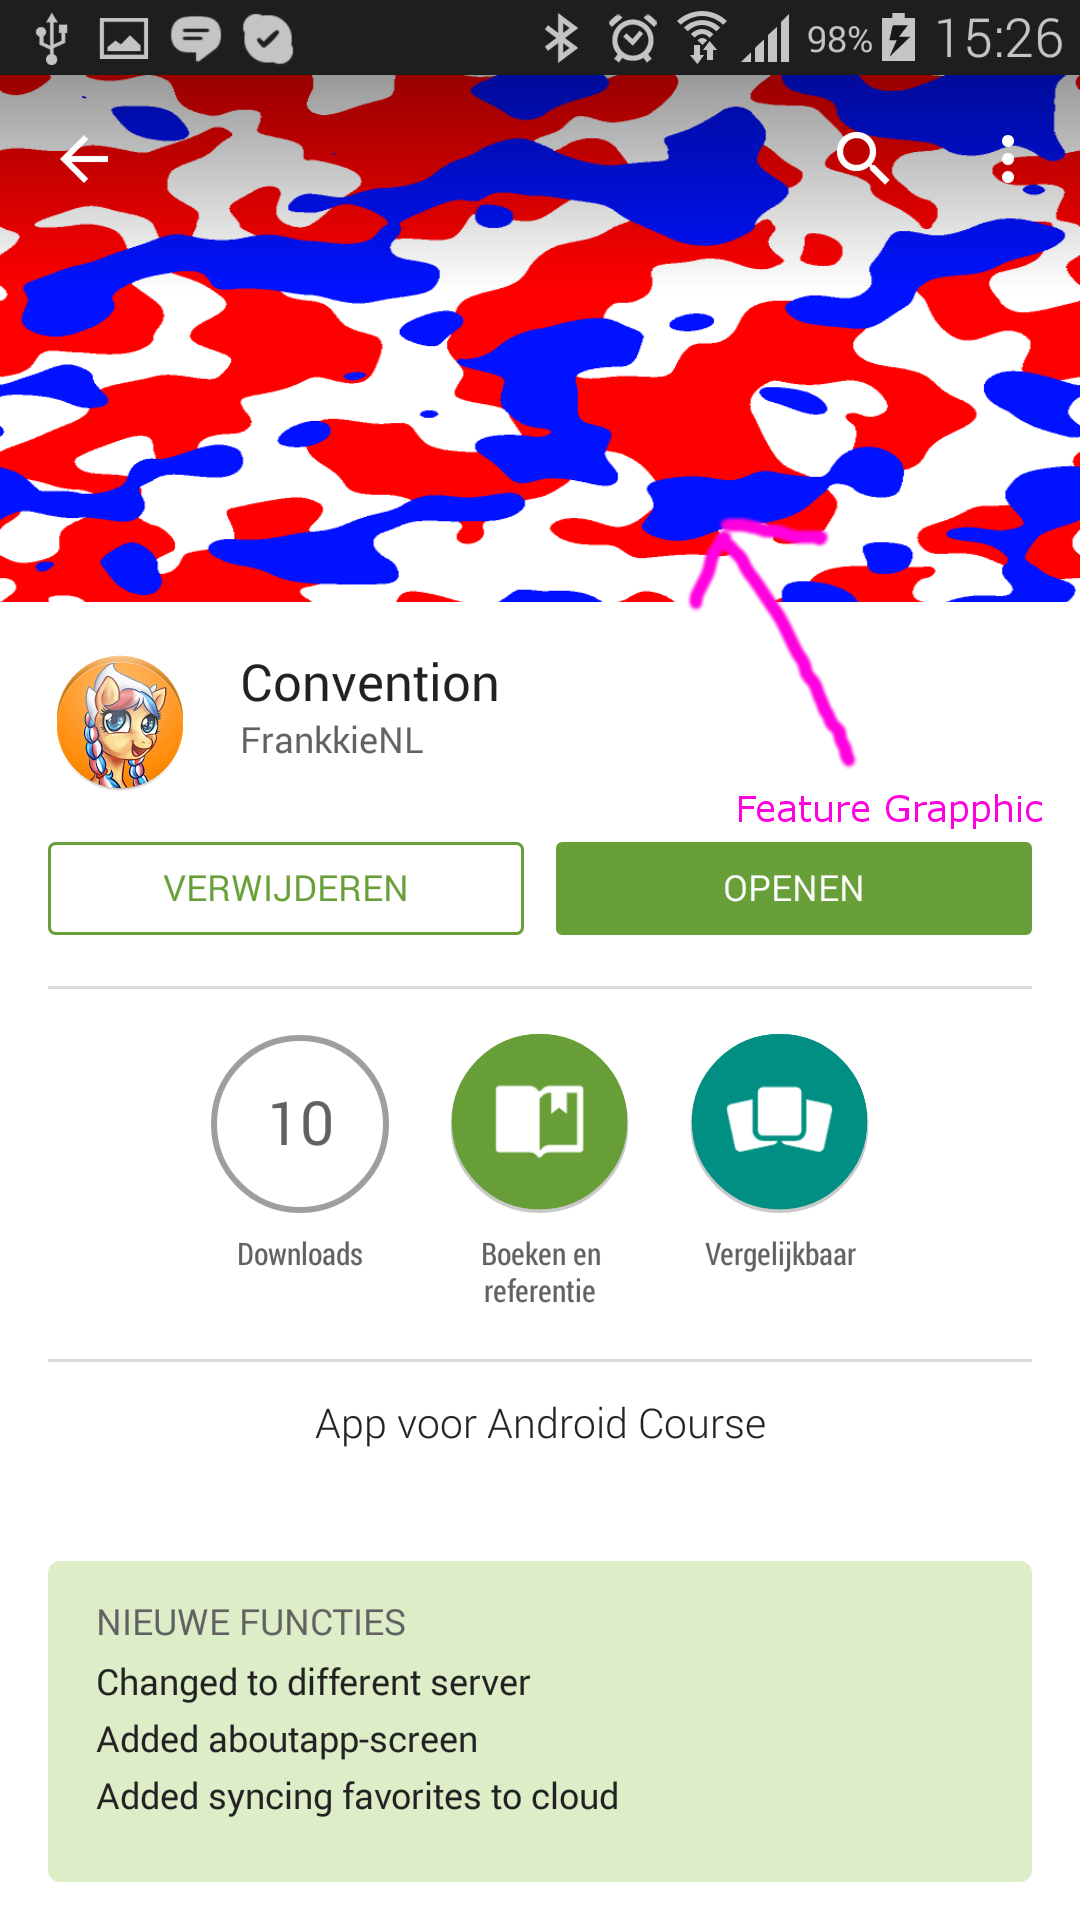 98% 15:26
Convention
FrankkieNL
Feature Grapphic
VERWIJDEREN OPENEN
10
Downloads Boeken en Vergelijkbaar
referentie
App voor Android Course
NIEUWE FUNCTIES
Changed to different server
Added aboutapp-screen
Added syncing favorites to cloud